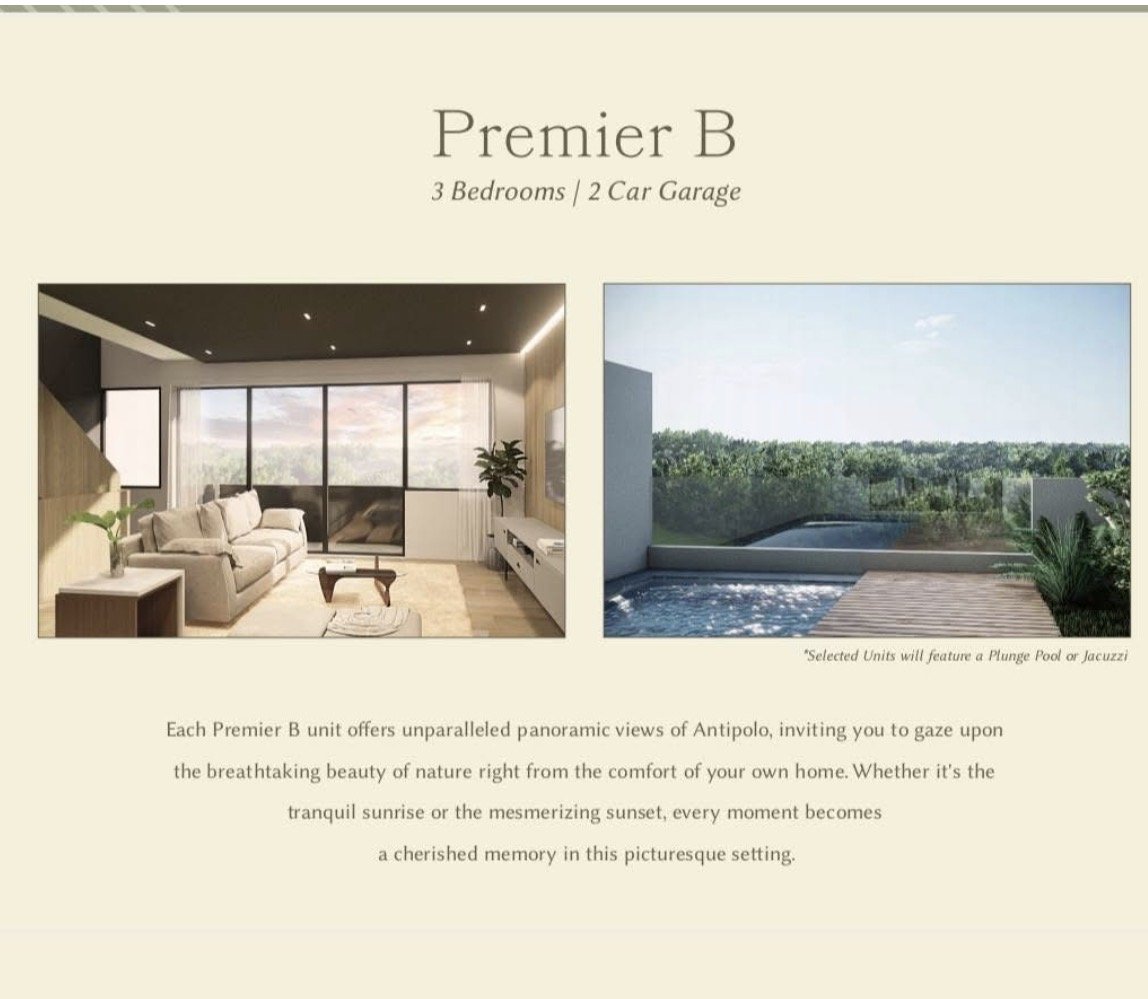 Premier B
3 Bedrooms | 2 Car Garage
*Selected Units will feature a Plunge Pool or Jacuzzi
Each Premier B unit offers unparalleled panoramic views of Antipolo, inviting you to gaze upon
the breathtaking beauty of nature right from the comfort of your own home. Whether it's the
tranquil sunrise or the mesmerizing sunset, every moment becomes
a cherished memory in this picturesque setting.